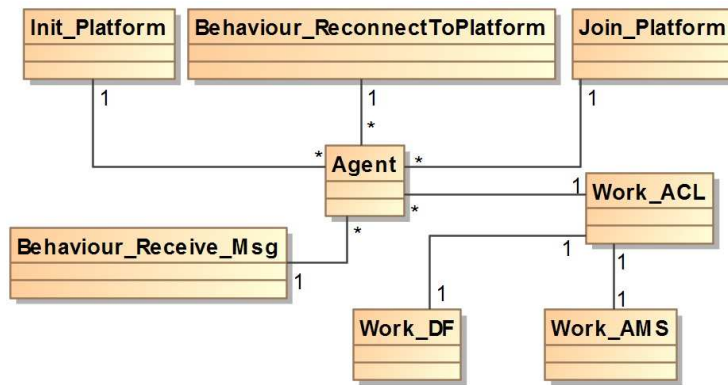 Init_Platform
Behaviour_ReconnectToPlatform
Join_Platform
1
1
1
*
*
*
Agent
1
Work_ACL
*
*
Behaviour_Receive_Msg
1
1
1
1
1
Work_DF
Work_AMS